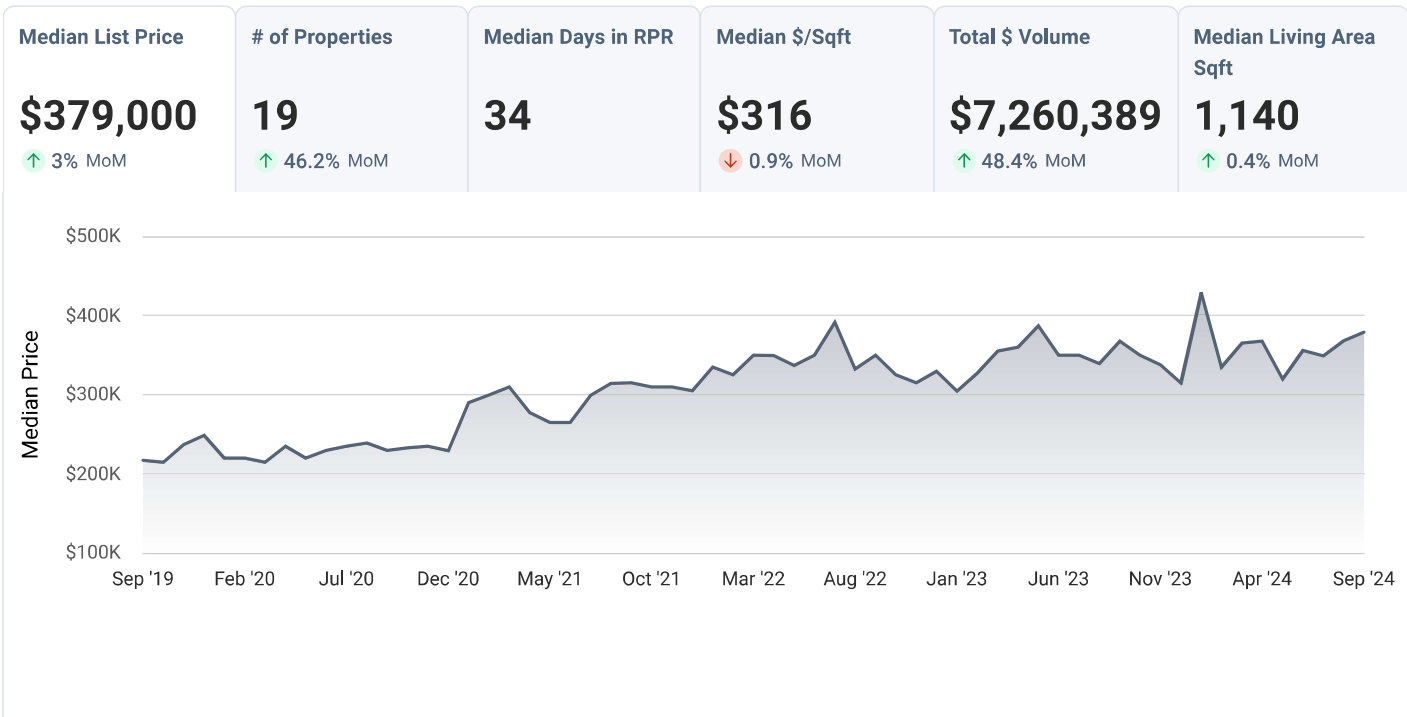 Median List Price
$379,000
3% MoM
# of Properties
19
46.2% MoM
Median Days in RPR
34
Median $/Sqft
$316
0.9% MoM
Total $ Volume
$7,260,389
48.4% MoM
Median Living Area
Sqft
1,140
0.4% MoM
Median Price
$500K
$400K
$300K
$200K
$100K
Sep '19 Feb '20 Jul '20 Dec '20 May '21 Oct '21 Mar '22 Aug '22 Jan '23 Jun '23 Nov '23 Apr '24 Sep '24